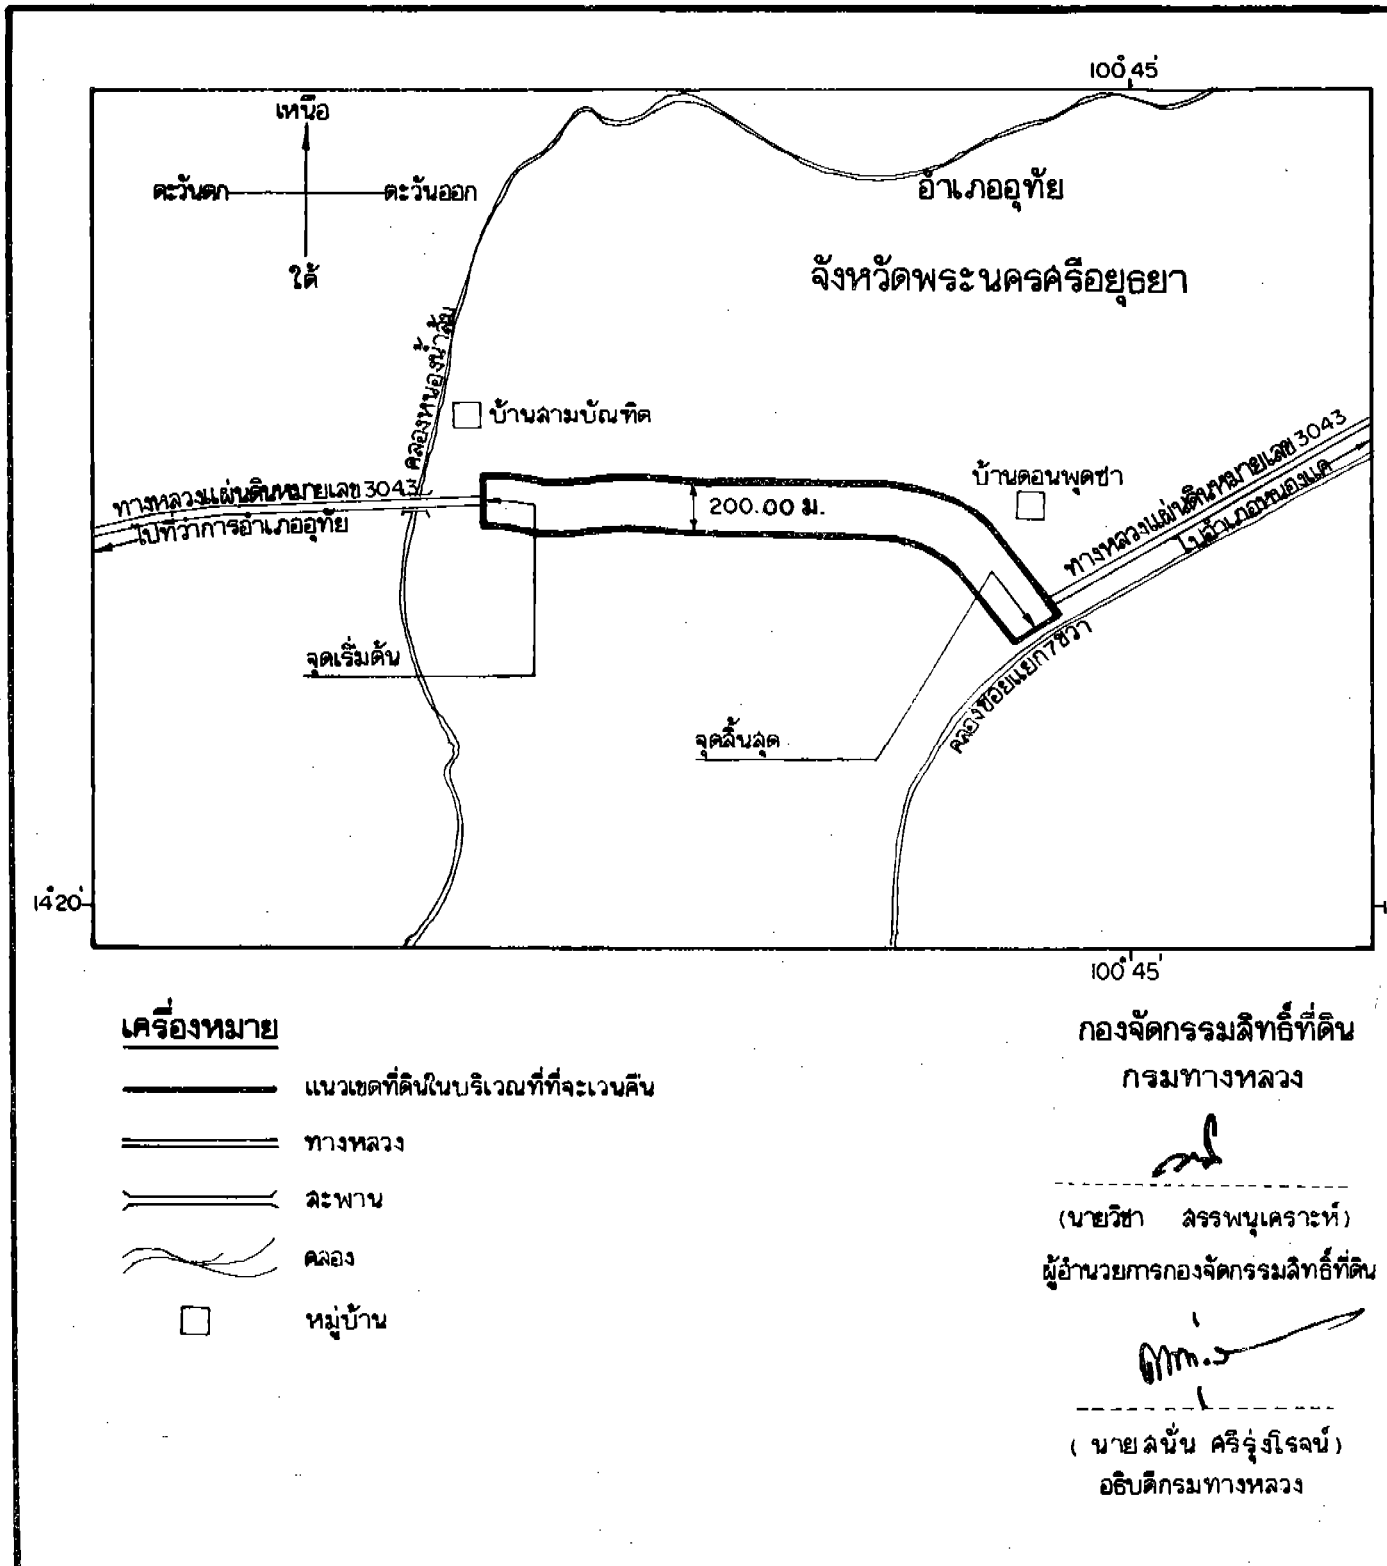 100° 45'
เหนือ
ตะวันตก
ตะวันออก
ใต้
อำเภออุทัย
จังหวัดพระนครศรีอยุธยา
คลองหนองน้ำส้ม
บ้านสามบัณฑิต
ทางหลวงแผ่นดินหมายเลข 3043
ไปที่ว่าการอำเภออุทัย
200.00 ม.
บ้านดอนพุดซา
ทางหลวงแผ่นดินหมายเลข 3043
ไปอำเภอหนองแค
คลองซอยแยก 7 ขวา
จุดเริ่มต้น
จุดสิ้นสุด
14° 20'
100° 45'
เครื่องหมาย
แนวเขตที่ดินในบริเวณที่ที่จะเวนคืน
ทางหลวง
สะพาน
คลอง
หมู่บ้าน
กองจัดกรรมสิทธิ์ที่ดิน
กรมทางหลวง
(นายวิชา สรรพนุเคราะห์)
ผู้อำนวยการกองจัดกรรมสิทธิ์ที่ดิน
( นายสนั่น ศรีรุ่งโรจน์ )
อธิบดีกรมทางหลวง